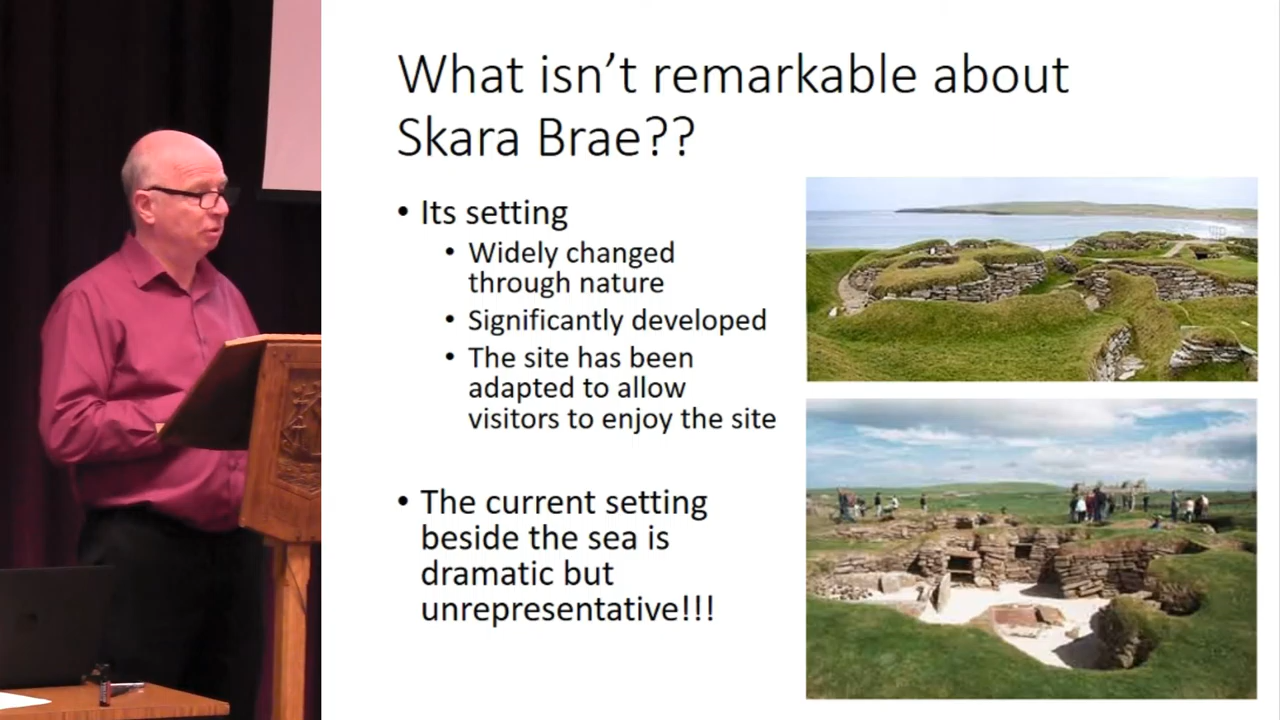 What isn't remarkable about
Skara Brae??
• Its setting
• Widely changed
through nature
• Significantly developed
• The site has been
adapted to allow
visitors to enjoy the site
• The current setting
beside the sea is
dramatic but
unrepresentative!!!